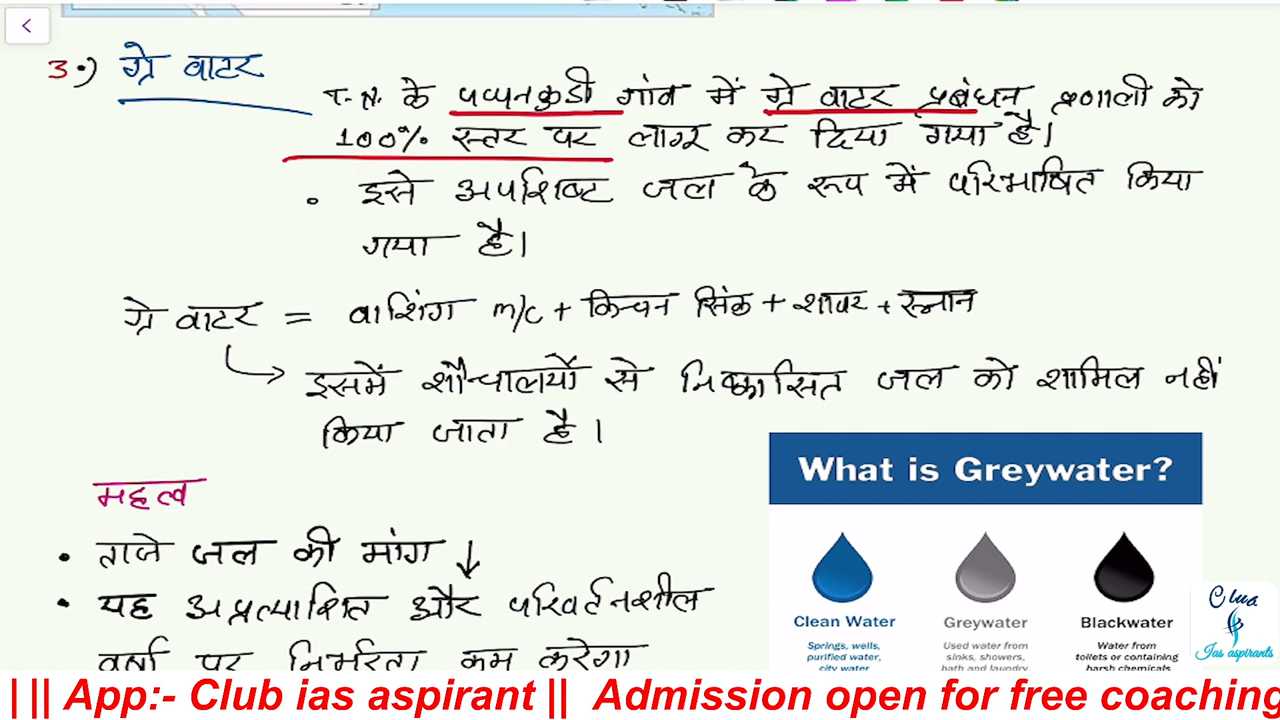 3.) ग्रे वाटर
T.N. के पप्पनकुडी गांव में ग्रे वाटर प्रबंधन प्रणाली को
100% स्तर पर लागू कर दिया गया है।
• इसे अपशिष्ट जल के रूप में परिभाषित किया
गया है।
ग्रे वाटर = वाशिंग m/c + किचन सिंक + शावर + स्नान
इसमें शौचालयों से निष्कासित जल को शामिल नहीं
किया जाता है।
महत्व
• ताजे जल की मांग ↓
• यह अप्रत्याशित और परिवर्तनशील
वर्षा पर निर्भरता कम करेगा
What is Greywater?
Clean Water Greywater Blackwater
Springs, wells, Used water from Water from
purified water, sinks, showers, toilets or containing
city water bath and laundry harsh chemicals
Club
Ias aspirants
| || App:- Club ias aspirant || Admission open for free coaching